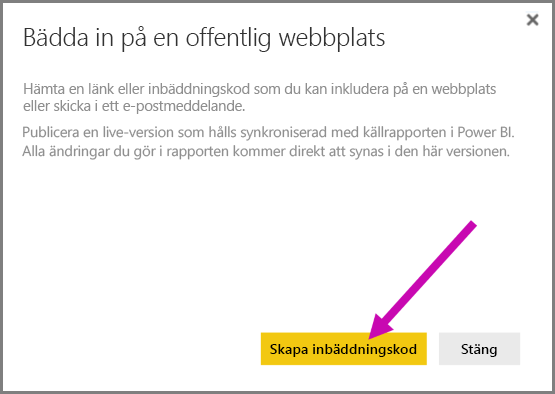 Bädda in på en offentlig webbplats
Hämta en länk eller inbäddningskod som du kan inkludera på en webbplats
eller skicka i ett e-postmeddelande.
Publicera en live-version som hålls synkroniserad med källrapporten i Power BI.
Alla ändringar du gör i rapporten kommer direkt att synas i den här versionen.
Skapa inbäddningskod
Stäng